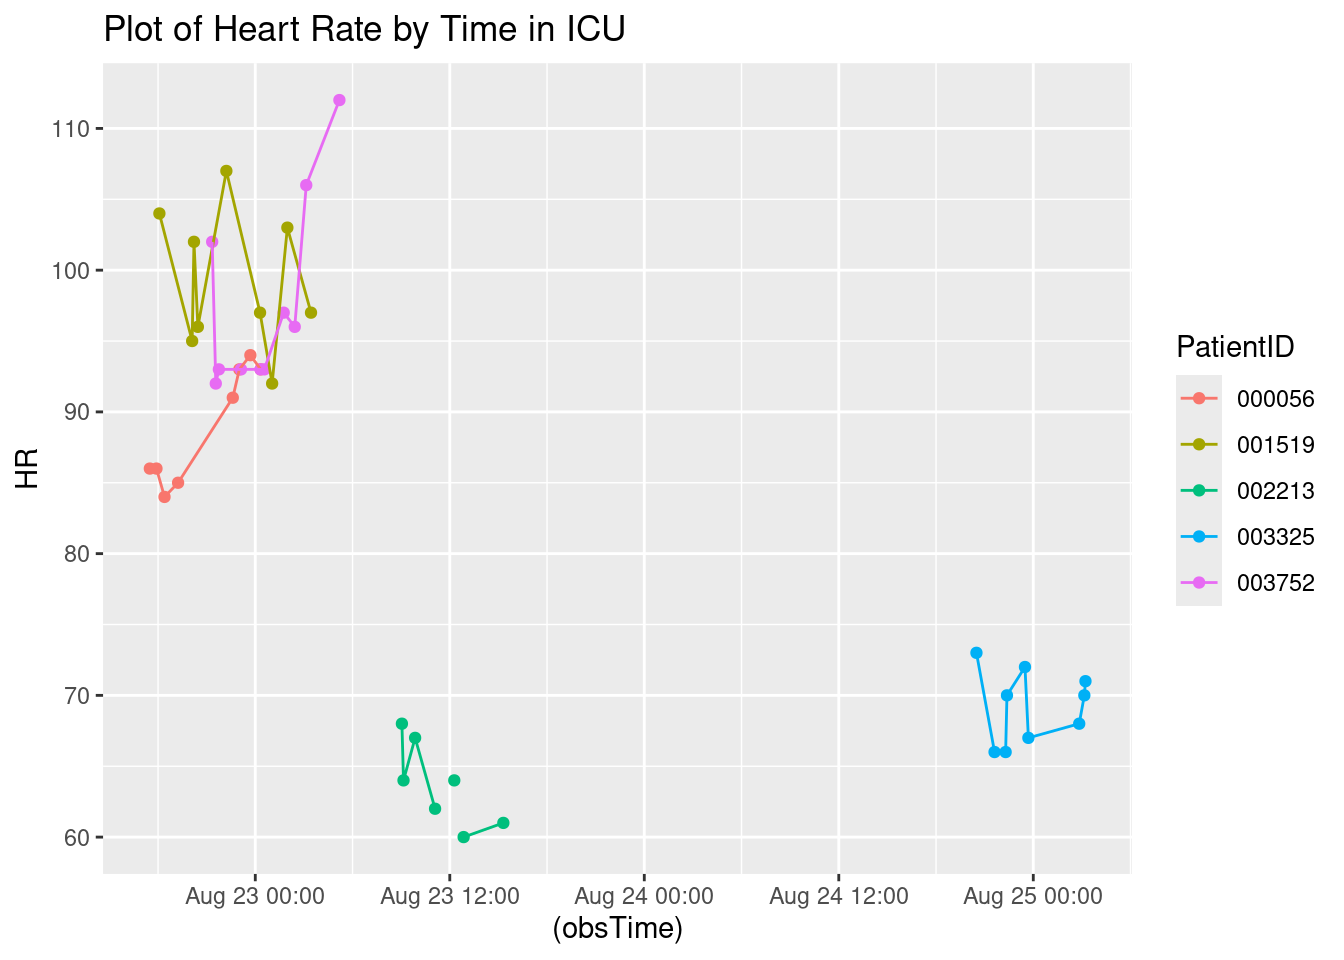 Plot of Heart Rate by Time in ICU
HR
110
100
90
80
70
60
Aug 23 00:00
Aug 23 12:00
Aug 24 00:00
Aug 24 12:00
Aug 25 00:00
(obsTime)
PatientID
000056
001519
002213
003325
003752